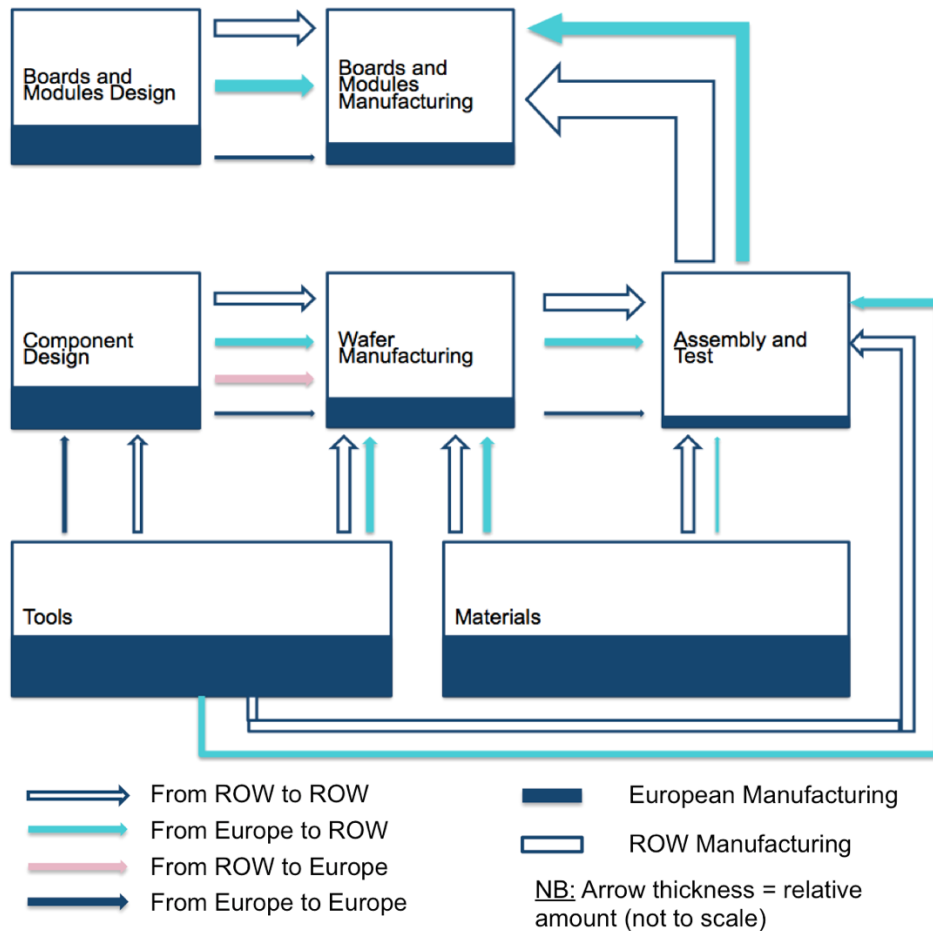 Boards and
Modules Design
Boards and
Modules
Manufacturing
Component
Design
Wafer
Manufacturing
Assembly and
Test
Tools
Materials
From ROW to ROW
From Europe to ROW
From ROW to Europe
From Europe to Europe
European Manufacturing
ROW Manufacturing
NB: Arrow thickness = relative
amount (not to scale)